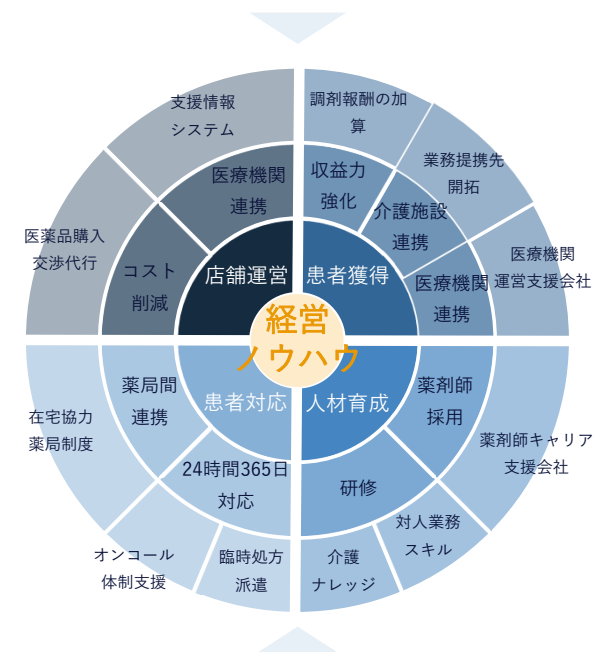 支援情報
システム
調剤報酬の加
算
業務提携先
開拓
医療機関
連携
収益力
強化
介護施設
連携
医薬品購入
交渉代行
コスト
削減
店舗運営
患者獲得
医療機関
連携
医療機関
運営支援会社
経営
ノウハウ
在宅協力
薬局制度
薬局間
連携
患者対応
人材育成
薬剤師
採用
薬剤師キャリア
支援会社
24時間365日
対応
研修
オンコール
体制支援
臨時処方
派遣
介護
ナレッジ
対人業務
スキル